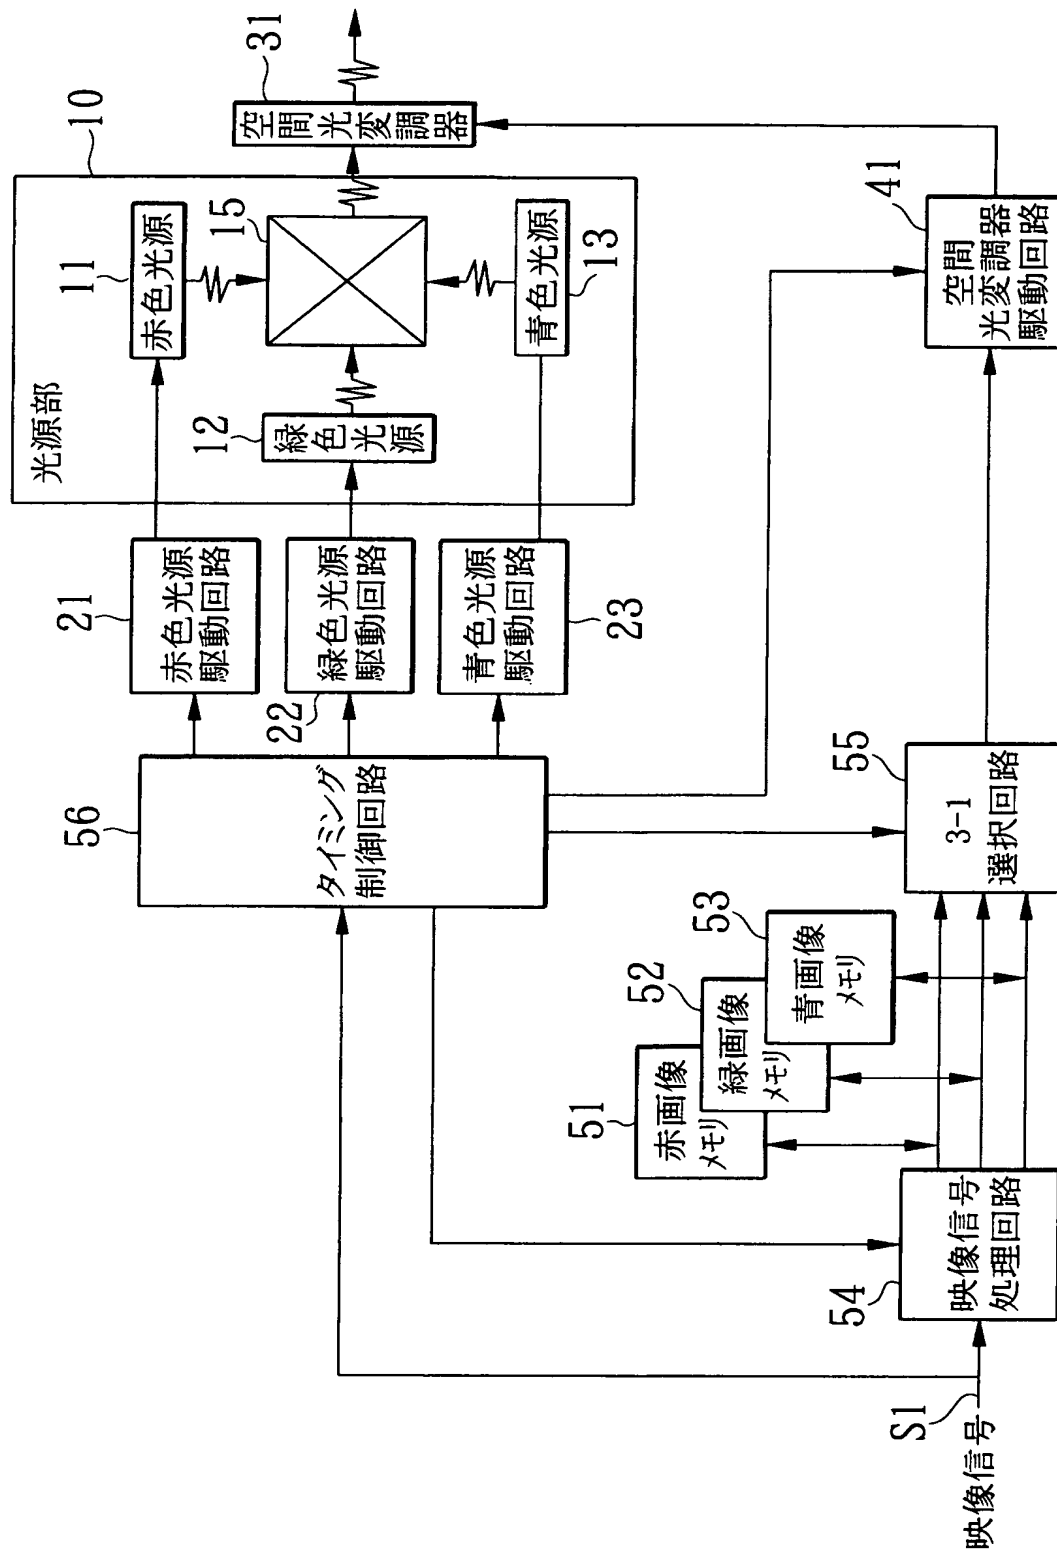 10
光源部
11
赤色光源
12
緑色光源
15
青色光源
13
31
空間光変調器
21
赤色光源
駆動回路
22
緑色光源
駆動回路
青色光源
駆動回路
23
56
タイミング
制御回路
41
空間
光変調器
駆動回路
55
3-1
選択回路
51
赤画像
メモリ
52
緑画像
メモリ
53
青画像
メモリ
54
映像信号
処理回路
S1
映像信号